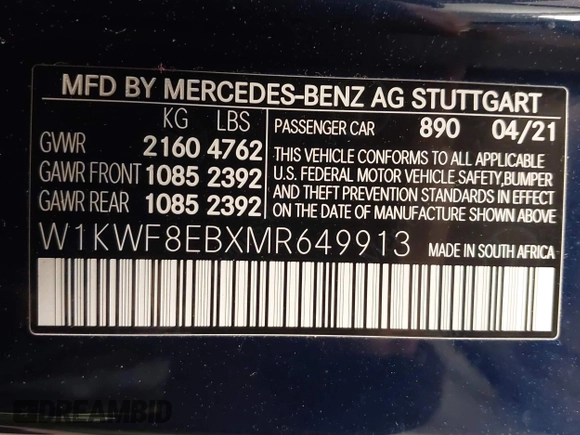 MFD BY MERCEDES-BENZ AG STUTTGART
KG LBS
PASSENGER CAR 890 04/21
GVWR 2160 4762
GAWR FRONT 1085 2392
GAWR REAR 1085 2392
THIS VEHICLE CONFORMS TO ALL APPLICABLE
U.S. FEDERAL MOTOR VEHICLE SAFETY,BUMPER
AND THEFT PREVENTION STANDARDS IN EFFECT
ON THE DATE OF MANUFACTURE SHOWN ABOVE.
W1KWF8EBXMR649913 MADE IN SOUTH AFRICA
DREAMBID